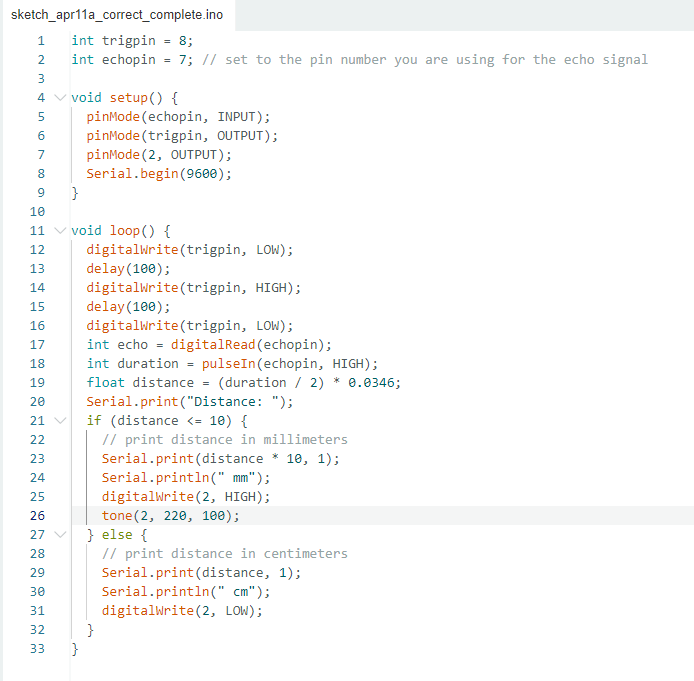 sketch_apr11a_correct_complete.ino
1 int trigpin = 8;
2 int echopin = 7; // set to the pin number you are using for the echo signal
3
4 void setup() {
5 pinMode(echopin, INPUT);
6 pinMode(trigpin, OUTPUT);
7 pinMode(2, OUTPUT);
8 Serial.begin(9600);
9 }
10
11 void loop() {
12 digitalWrite(trigpin, LOW);
13 delay(100);
14 digitalWrite(trigpin, HIGH);
15 delay(100);
16 digitalWrite(trigpin, LOW);
17 int echo = digitalRead(echopin);
18 int duration = pulseIn(echopin, HIGH);
19 float distance = (duration / 2) * 0.0346;
20 Serial.print("Distance: ");
21 if (distance <= 10) {
22 // print distance in millimeters
23 Serial.print(distance * 10, 1);
24 Serial.println(" mm");
25 digitalWrite(2, HIGH);
26 tone(2, 220, 100);
27 } else {
28 // print distance in centimeters
29 Serial.print(distance, 1);
30 Serial.println(" cm");
31 digitalWrite(2, LOW);
32 }
33 }